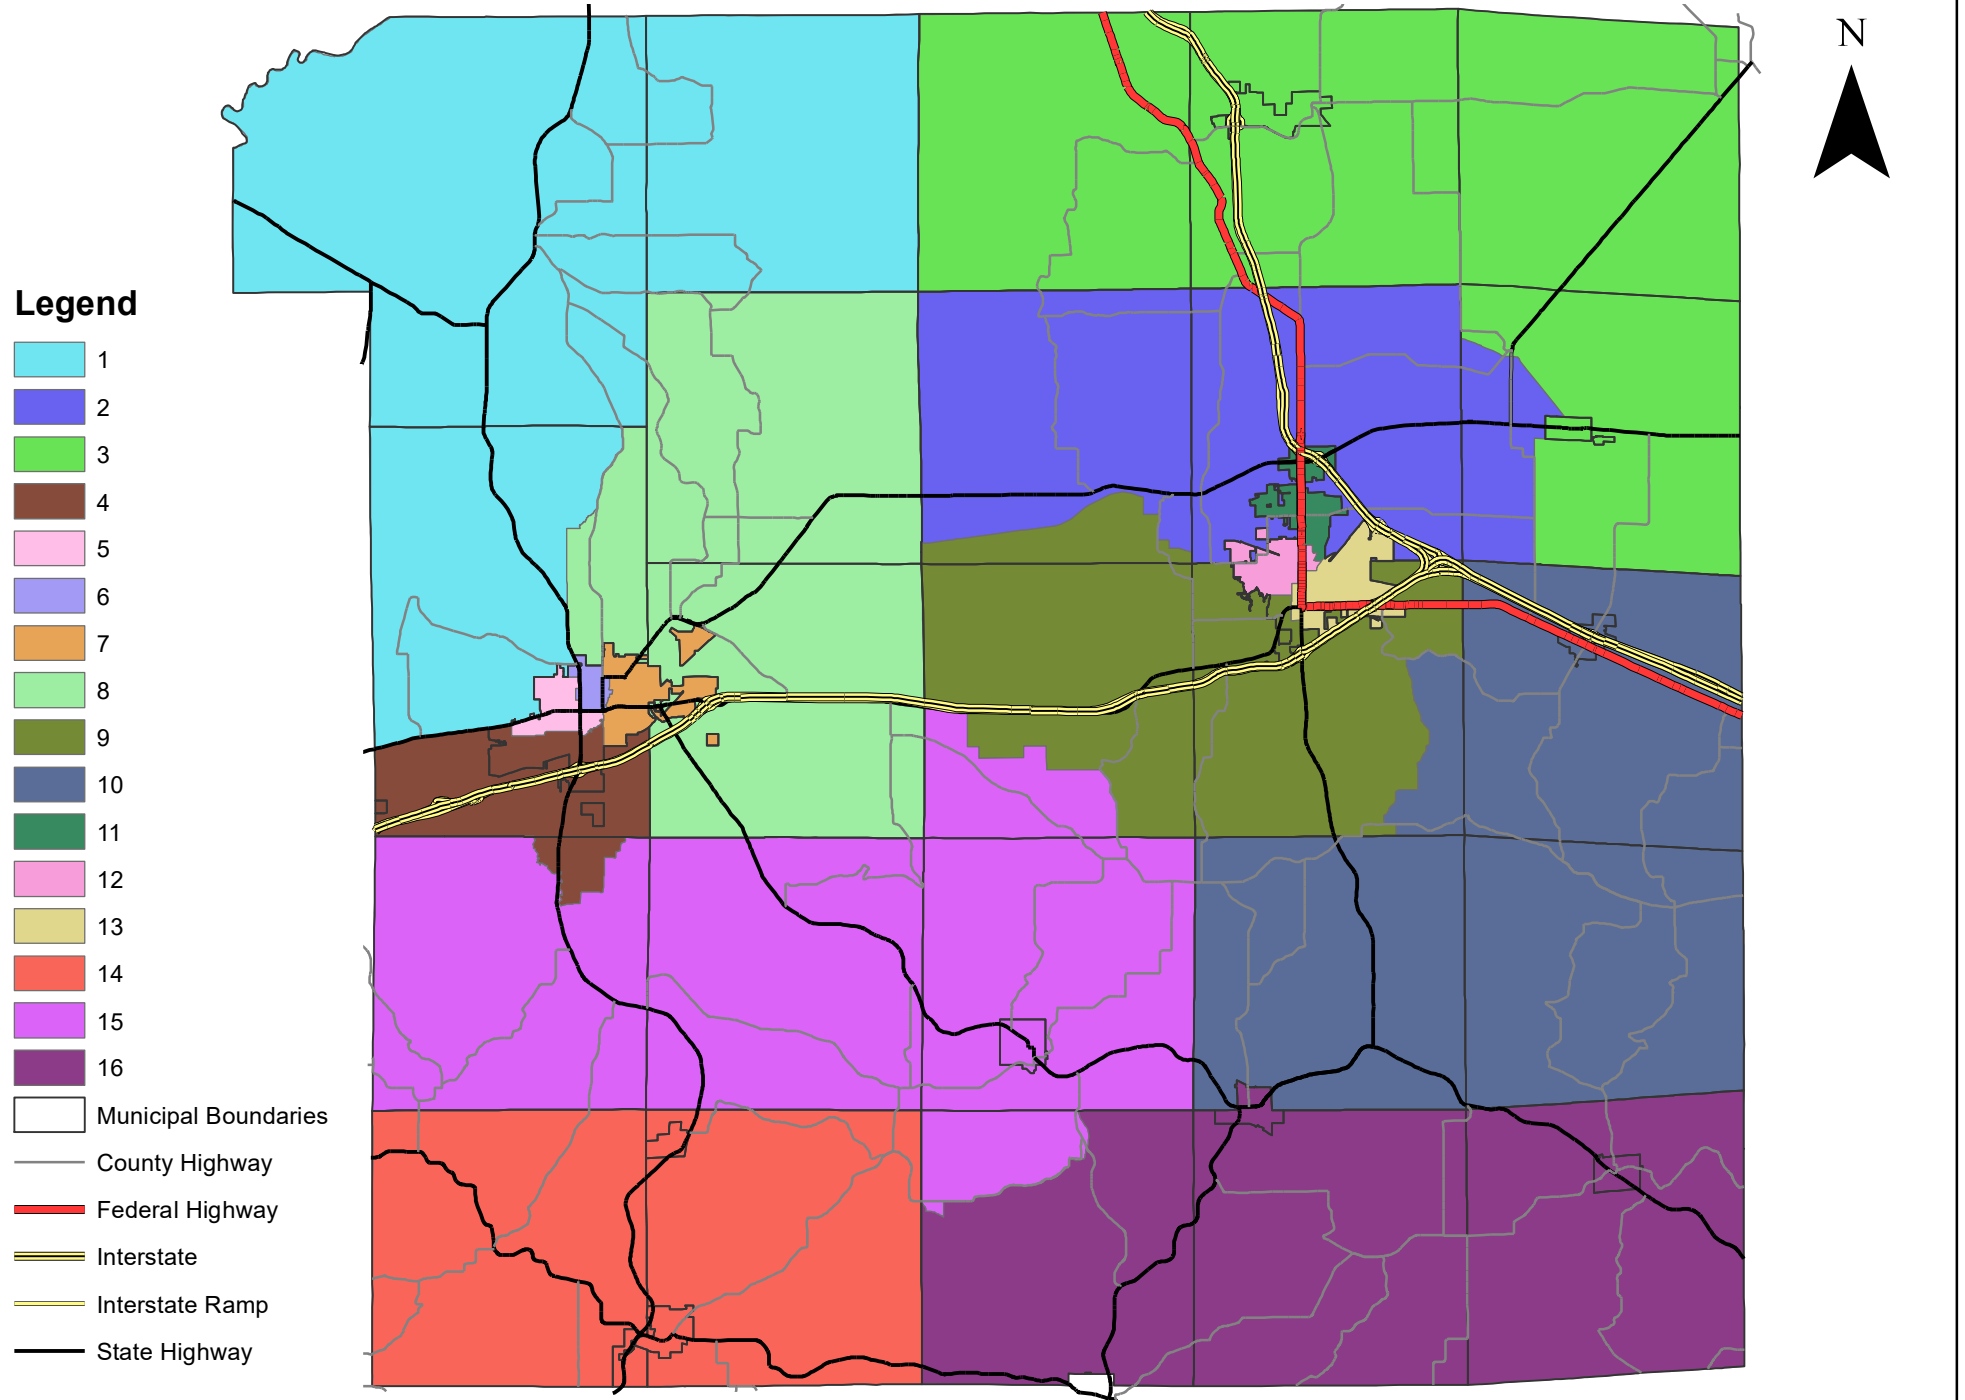 N
Legend
1
2
3
4
5
6
7
8
9
10
11
12
13
14
15
16
Municipal Boundaries
County Highway
Federal Highway
Interstate
Interstate Ramp
State Highway